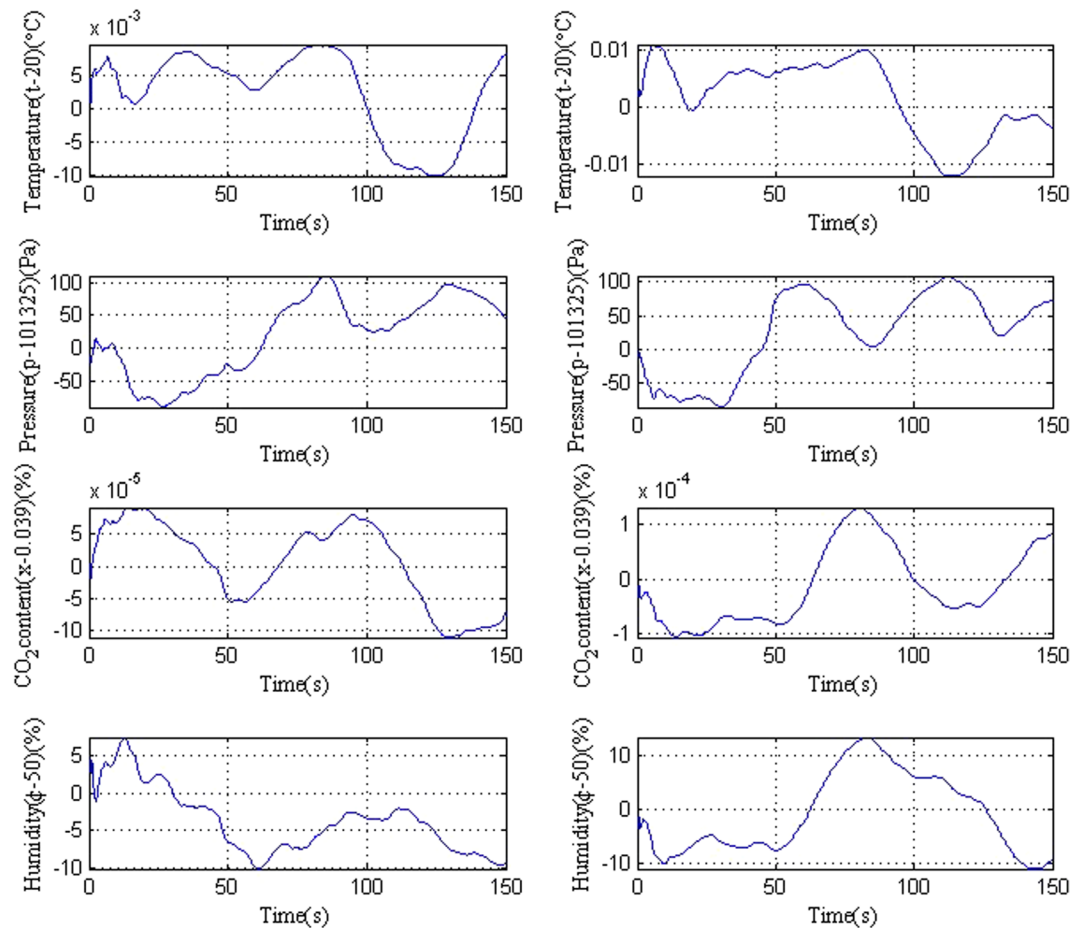 x 10⁻³
Temperature(t-20)(°C)
5
0
-5
-10
0 50 100 150
Time(s)
Temperature(t-20)(°C)
0.01
0
-0.01
0 50 100 150
Time(s)
Pressure(p-101325)(Pa)
100
50
0
-50
0 50 100 150
Time(s)
Pressure(p-101325)(Pa)
100
50
0
-50
0 50 100 150
Time(s)
x 10⁻⁵
CO₂content(x-0.039)(%)
5
0
-5
-10
0 50 100 150
Time(s)
x 10⁻⁴
CO₂content(x-0.039)(%)
1
0
-1
0 50 100 150
Time(s)
Humidity(ϕ-50)(%)
5
0
-5
-10
0 50 100 150
Time(s)
Humidity(ϕ-50)(%)
10
0
-10
0 50 100 150
Time(s)